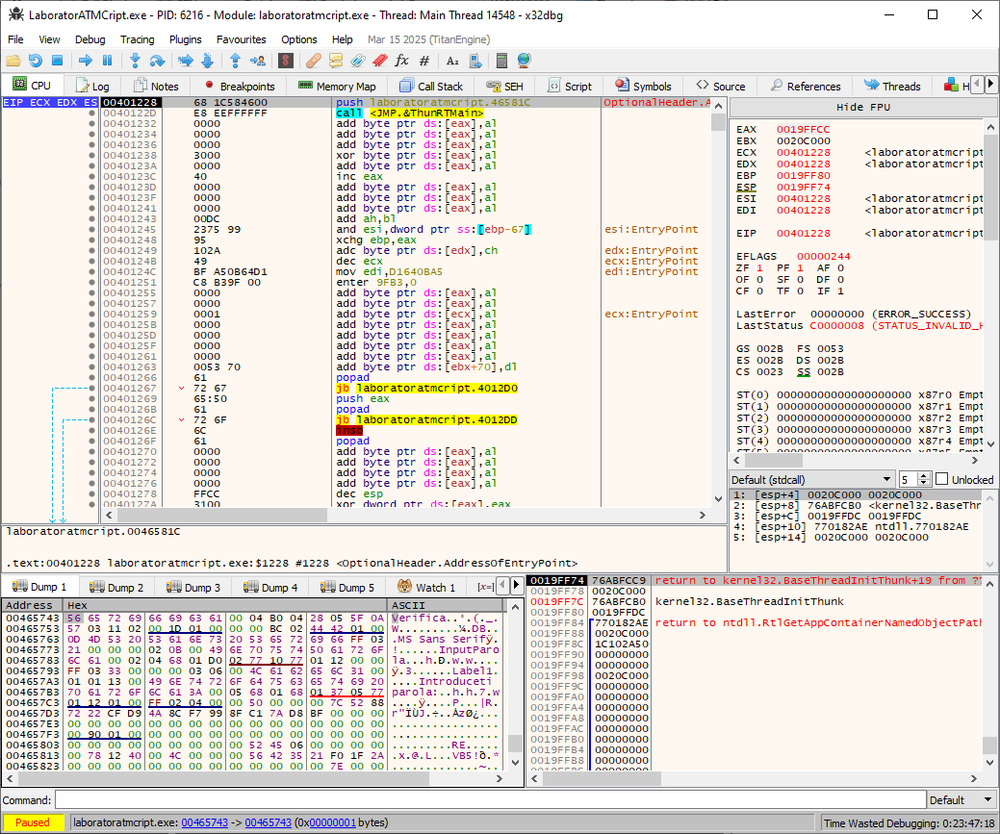 LaboratorATMCript.exe - PID: 6216 - Module: laboratoratmcript.exe - Thread: Main Thread 14548 - x32dbg
File View Debug Tracing Plugins Favourites Options Help Mar 15 2025 (TitanEngine)
CPU Log Notes Breakpoints Memory Map Call Stack SEH Script Symbols Source References Threads H
EIP ECX EDX ES
00401228 68 1C584600 push laboratoratmcript.46581C OptionalHeader.A
0040122D E8 EEFFFFFF call <JMP.&ThunRTMain>
00401232 0000 add byte ptr ds:[eax],al
00401234 0000 add byte ptr ds:[eax],al
00401236 0000 add byte ptr ds:[eax],al
00401238 3000 xor byte ptr ds:[eax],al
0040123A 0000 add byte ptr ds:[eax],al
0040123C 40 inc eax
0040123D 0000 add byte ptr ds:[eax],al
0040123F 0000 add byte ptr ds:[eax],al
00401241 0000 add byte ptr ds:[eax],al
00401243 00DC add ah,bl
00401245 2375 99 and esi,dword ptr ss:[ebp-67] esi:EntryPoint
00401248 95 xchg ebp,eax
00401249 102A adc byte ptr ds:[edx],ch edx:EntryPoint
0040124B 49 dec ecx ecx:EntryPoint
0040124C BF A50B64D1 mov edi,D1640BA5 edi:EntryPoint
00401251 C8 B39F 00 enter 9FB3,0
00401255 0000 add byte ptr ds:[eax],al
00401257 0000 add byte ptr ds:[eax],al
00401259 0001 add byte ptr ds:[ecx],al ecx:EntryPoint
0040125B 0000 add byte ptr ds:[eax],al
0040125D 0000 add byte ptr ds:[eax],al
0040125F 0000 add byte ptr ds:[eax],al
00401261 0000 add byte ptr ds:[eax],al
00401263 0053 70 add byte ptr ds:[ebx+70],dl
00401266 61 popad
00401267 72 67 jb laboratoratmcript.4012D0
00401269 65:50 push eax
0040126B 61 popad
0040126C 72 6F jb laboratoratmcript.4012DD
0040126E 6C insb
0040126F 61 popad
00401270 0000 add byte ptr ds:[eax],al
00401272 0000 add byte ptr ds:[eax],al
00401274 0000 add byte ptr ds:[eax],al
00401276 0000 add byte ptr ds:[eax],al
00401278 FFCC dec esp
0040127A 3100 xor dword ptr ds:[eax],eax
laboratoratmcript.0046581C
.text:00401228 laboratoratmcript.exe:$1228 #1228 <OptionalHeader.AddressOfEntryPoint>
Hide FPU
EAX 0019FFCC
EBX 0020C000
ECX 00401228 <laboratoratmcript
EDX 00401228 <laboratoratmcript
EBP 0019FF80
ESP 0019FF74
ESI 00401228 <laboratoratmcript
EDI 00401228 <laboratoratmcript
EIP 00401228 <laboratoratmcript
EFLAGS 00000244
ZF 1 PF 1 AF 0
OF 0 SF 0 DF 0
CF 0 TF 0 IF 1
LastError 00000000 (ERROR_SUCCESS)
LastStatus C0000008 (STATUS_INVALID_H
GS 002B FS 0053
ES 002B DS 002B
CS 0023 SS 002B
ST(0) 00000000000000000000 x87r0 Empt
ST(1) 00000000000000000000 x87r1 Empt
ST(2) 00000000000000000000 x87r2 Empt
ST(3) 00000000000000000000 x87r3 Empt
ST(4) 00000000000000000000 x87r4 Empt
Default (stdcall) 5 Unlocked
1: [esp+4] 0020C000 0020C000
2: [esp+8] 76ABFCB0 <kernel32.BaseThr
3: [esp+C] 0019FFDC 0019FFDC
4: [esp+10] 770182AE ntdll.770182AE
5: [esp+14] 0020C000 0020C000
Dump 1 Dump 2 Dump 3 Dump 4 Dump 5 Watch 1 [x=]
Address Hex ASCII
00465743 56 65 72 69 66 69 63 61 00 04 B0 04 28 05 5F 0A Verifica..°.(._.
00465753 57 03 11 02 00 1D 01 00 00 00 BC 02 44 42 01 00 W.........¼.DB..
00465763 0D 4D 53 20 53 61 6E 73 20 53 65 72 69 66 FF 03 .MS Sans Serifÿ.
00465773 21 00 00 00 02 0B 00 49 6E 70 75 74 50 61 72 6F !......InputParo
00465783 6C 61 00 02 04 68 01 D0 02 77 10 77 01 12 00 00 la...h.Ð.w.w....
00465793 FF 03 33 00 00 00 03 06 00 4C 61 62 65 6C 31 00 ÿ.3......Label1.
004657A3 01 01 13 00 49 6E 74 72 6F 64 75 63 65 74 69 20 ....Introduceti
004657B3 70 61 72 6F 6C 61 3A 00 05 68 01 68 01 37 05 77 parola:..h.h.7.w
004657C3 01 12 01 00 FF 02 04 00 00 50 00 00 00 7C 52 88 ....ÿ....P...|R.
004657D3 72 22 CF D9 4A 8C F7 99 8F C1 7A D8 BF 00 00 00 r"ÏÙJ.÷..ÁzØ¿...
004657E3 00 00 00 00 00 00 00 00 00 00 00 00 00 00 00 00 ................
004657F3 00 90 01 00 00 00 00 00 00 00 00 00 00 00 00 00 ................
00465803 00 00 00 00 00 00 00 00 00 52 45 06 00 00 00 00 .........RE.....
00465813 00 78 12 40 00 4C 00 00 00 56 42 35 21 F0 1F 2A .x.@.L...VB5!ð.*
00465823 00 00 00 00 00 00 00 00 00 00 00 00 00 7E 00 00 .............~..
0019FF74 76ABFCC9 return to kernel32.BaseThreadInitThunk+19 from ??
0019FF78 0020C000
0019FF7C 76ABFCB0 kernel32.BaseThreadInitThunk
0019FF80 0019FFDC
0019FF84 770182AE return to ntdll.RtlGetAppContainerNamedObjectPath
0019FF88 0020C000
0019FF8C 1C102A50
0019FF90 00000000
0019FF94 00000000
0019FF98 0020C000
0019FF9C 00000000
0019FFA0 00000000
0019FFA4 00000000
0019FFA8 00000000
0019FFAC 00000000
0019FFB0 00000000
0019FFB4 00000000
0019FFB8 00000000
Command: Default
Paused laboratoratmcript.exe: 00465743 -> 00465743 (0x00000001 bytes) Time Wasted Debugging: 0:23:47:18